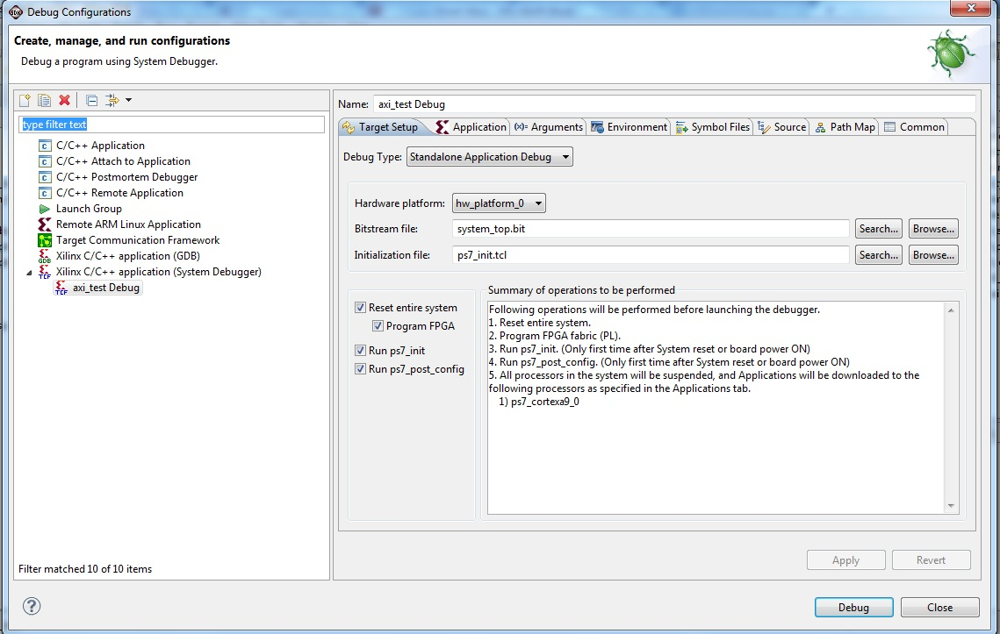 Debug Configurations
Create, manage, and run configurations
Debug a program using System Debugger.
type filter text
C/C++ Application
C/C++ Attach to Application
C/C++ Postmortem Debugger
C/C++ Remote Application
Launch Group
Remote ARM Linux Application
Target Communication Framework
Xilinx C/C++ application (GDB)
Xilinx C/C++ application (System Debugger)
axi_test Debug
Filter matched 10 of 10 items
Name: axi_test Debug
Target Setup Application (x)= Arguments Environment Symbol Files Source Path Map Common
Debug Type: Standalone Application Debug
Hardware platform: hw_platform_0
Bitstream file: system_top.bit Search... Browse...
Initialization file: ps7_init.tcl Search... Browse...
Reset entire system
Program FPGA
Run ps7_init
Run ps7_post_config
Summary of operations to be performed
Following operations will be performed before launching the debugger.
1. Reset entire system.
2. Program FPGA fabric (PL).
3. Run ps7_init. (Only first time after System reset or board power ON)
4. Run ps7_post_config. (Only first time after System reset or board power ON)
5. All processors in the system will be suspended, and Applications will be downloaded to the
following processors as specified in the Applications tab.
1) ps7_cortexa9_0
Apply Revert
? Debug Close